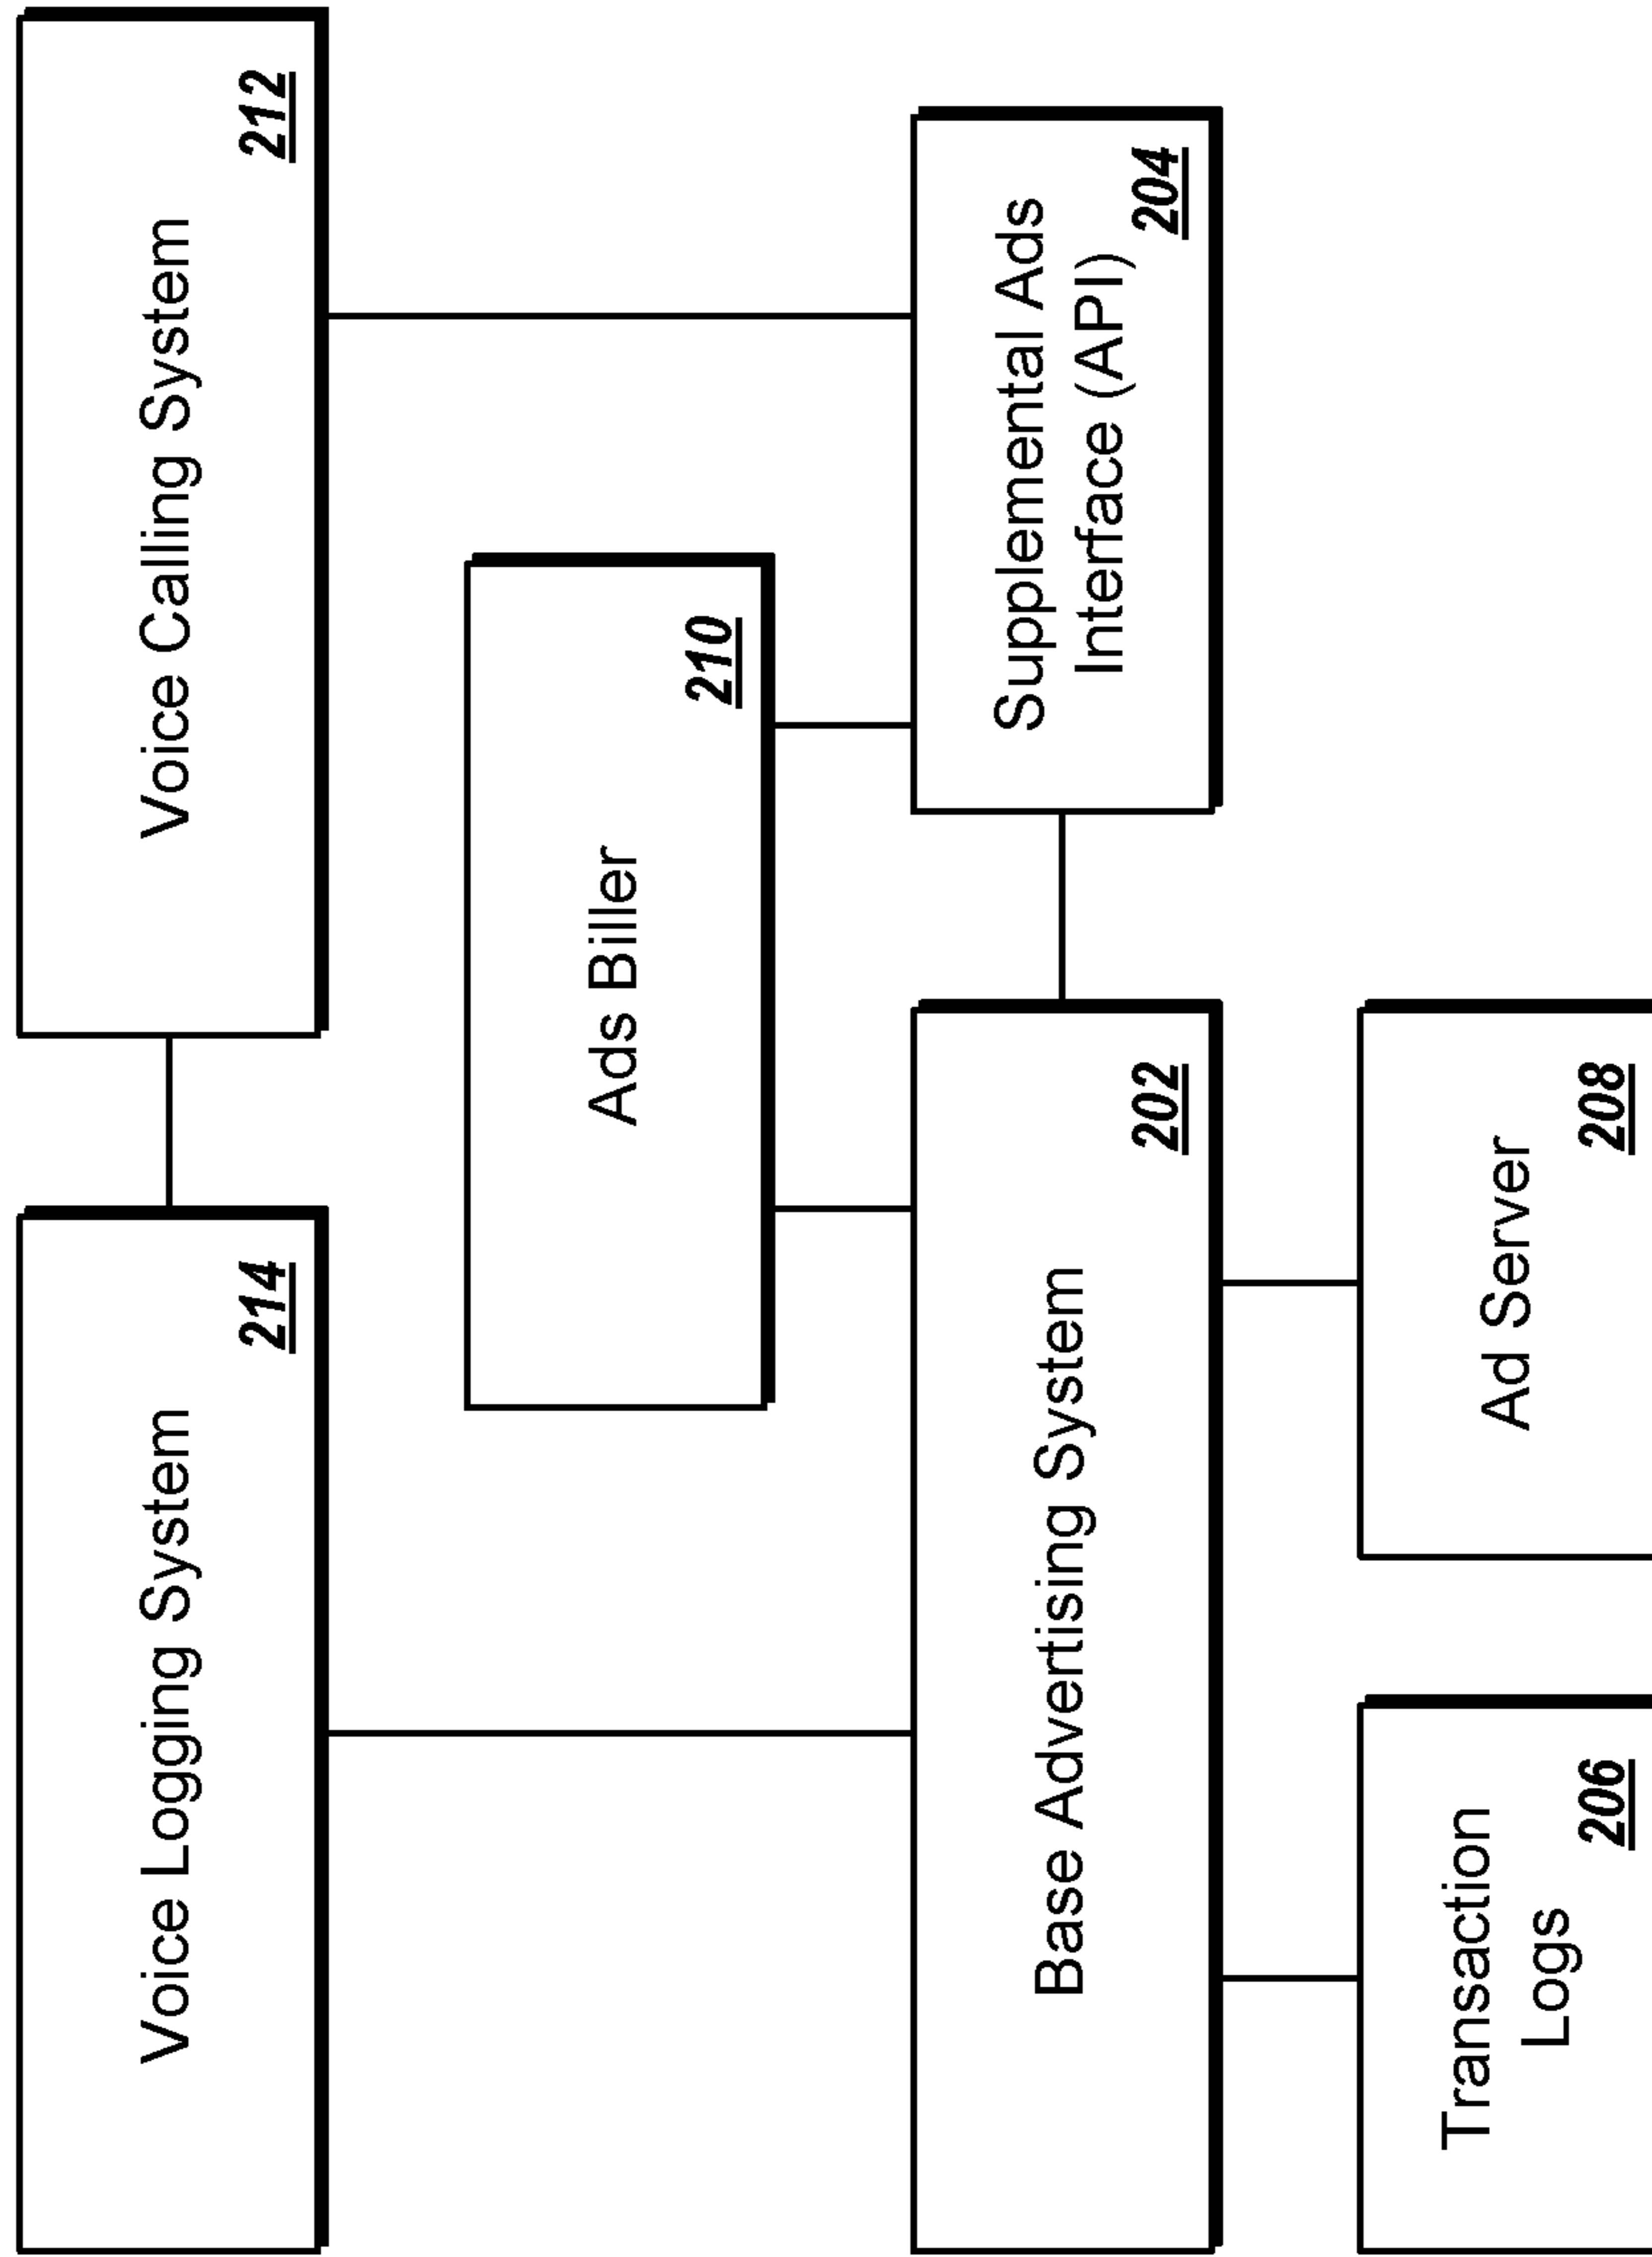 Voice Logging System
214
Voice Calling System
212
Ads Biller
210
Base Advertising System
202
Supplemental Ads
Interface (API)
204
Transaction
Logs
206
Ad Server
208